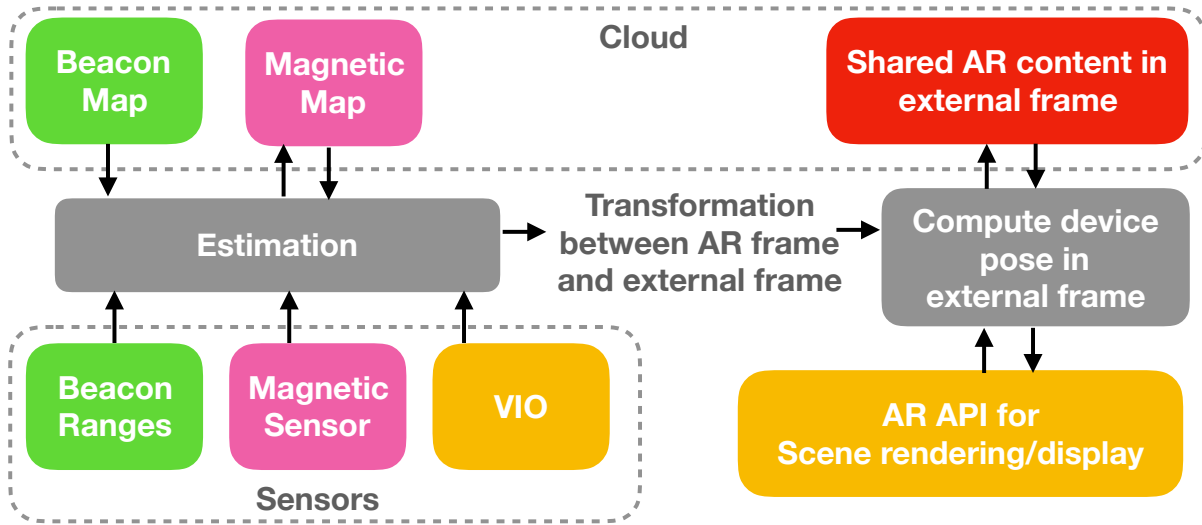 Cloud
Beacon
Map
Magnetic
Map
Shared AR content in
external frame
Estimation
Transformation
between AR frame
and external frame
Compute device
pose in
external frame
Beacon
Ranges
Magnetic
Sensor
VIO
AR API for
Scene rendering/display
Sensors